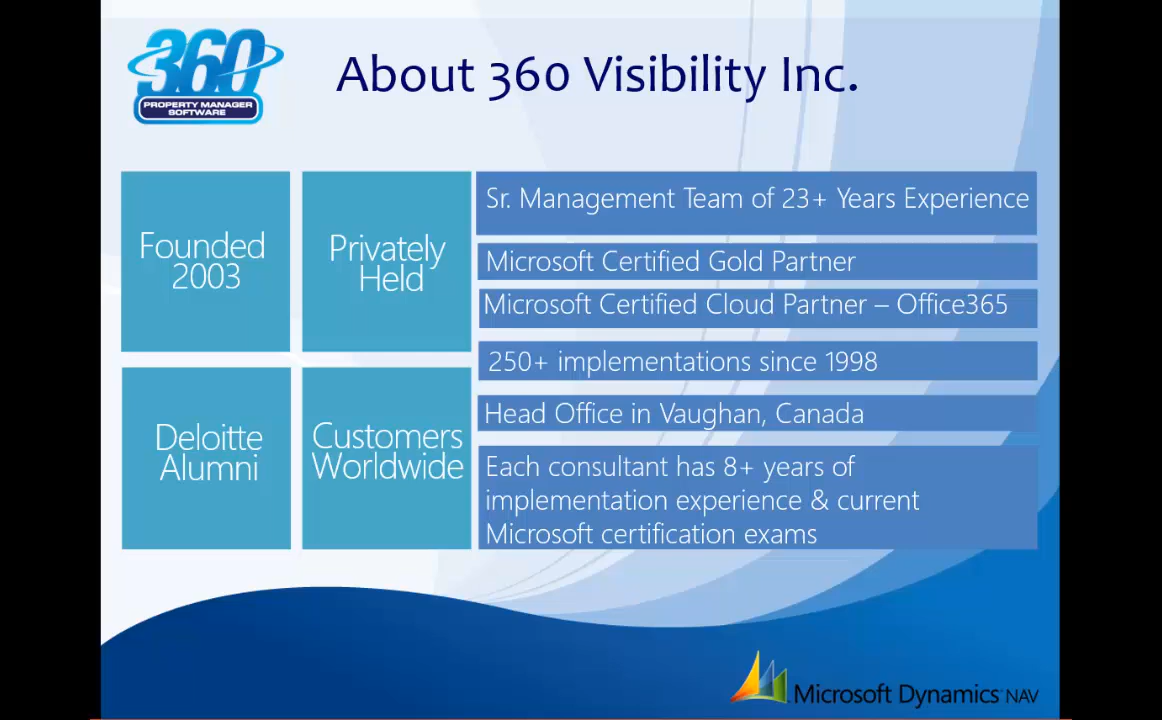 360
PROPERTY MANAGER
SOFTWARE
About 360 Visibility Inc.
Founded
2003
Privately
Held
Deloitte
Alumni
Customers
Worldwide
Sr. Management Team of 23+ Years Experience
Microsoft Certified Gold Partner
Microsoft Certified Cloud Partner – Office365
250+ implementations since 1998
Head Office in Vaughan, Canada
Each consultant has 8+ years of
implementation experience & current
Microsoft certification exams
Microsoft Dynamics NAV